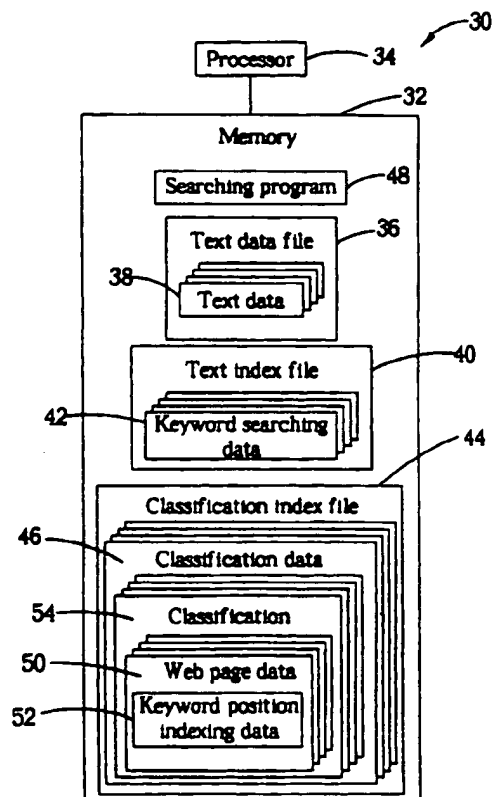 30
Processor
34
32
Memory
Searching program
48
36
Text data file
38
Text data
40
Text index file
42
Keyword searching
data
44
Classification index file
46
Classification data
54
Classification
50
Web page data
52
Keyword position
indexing data